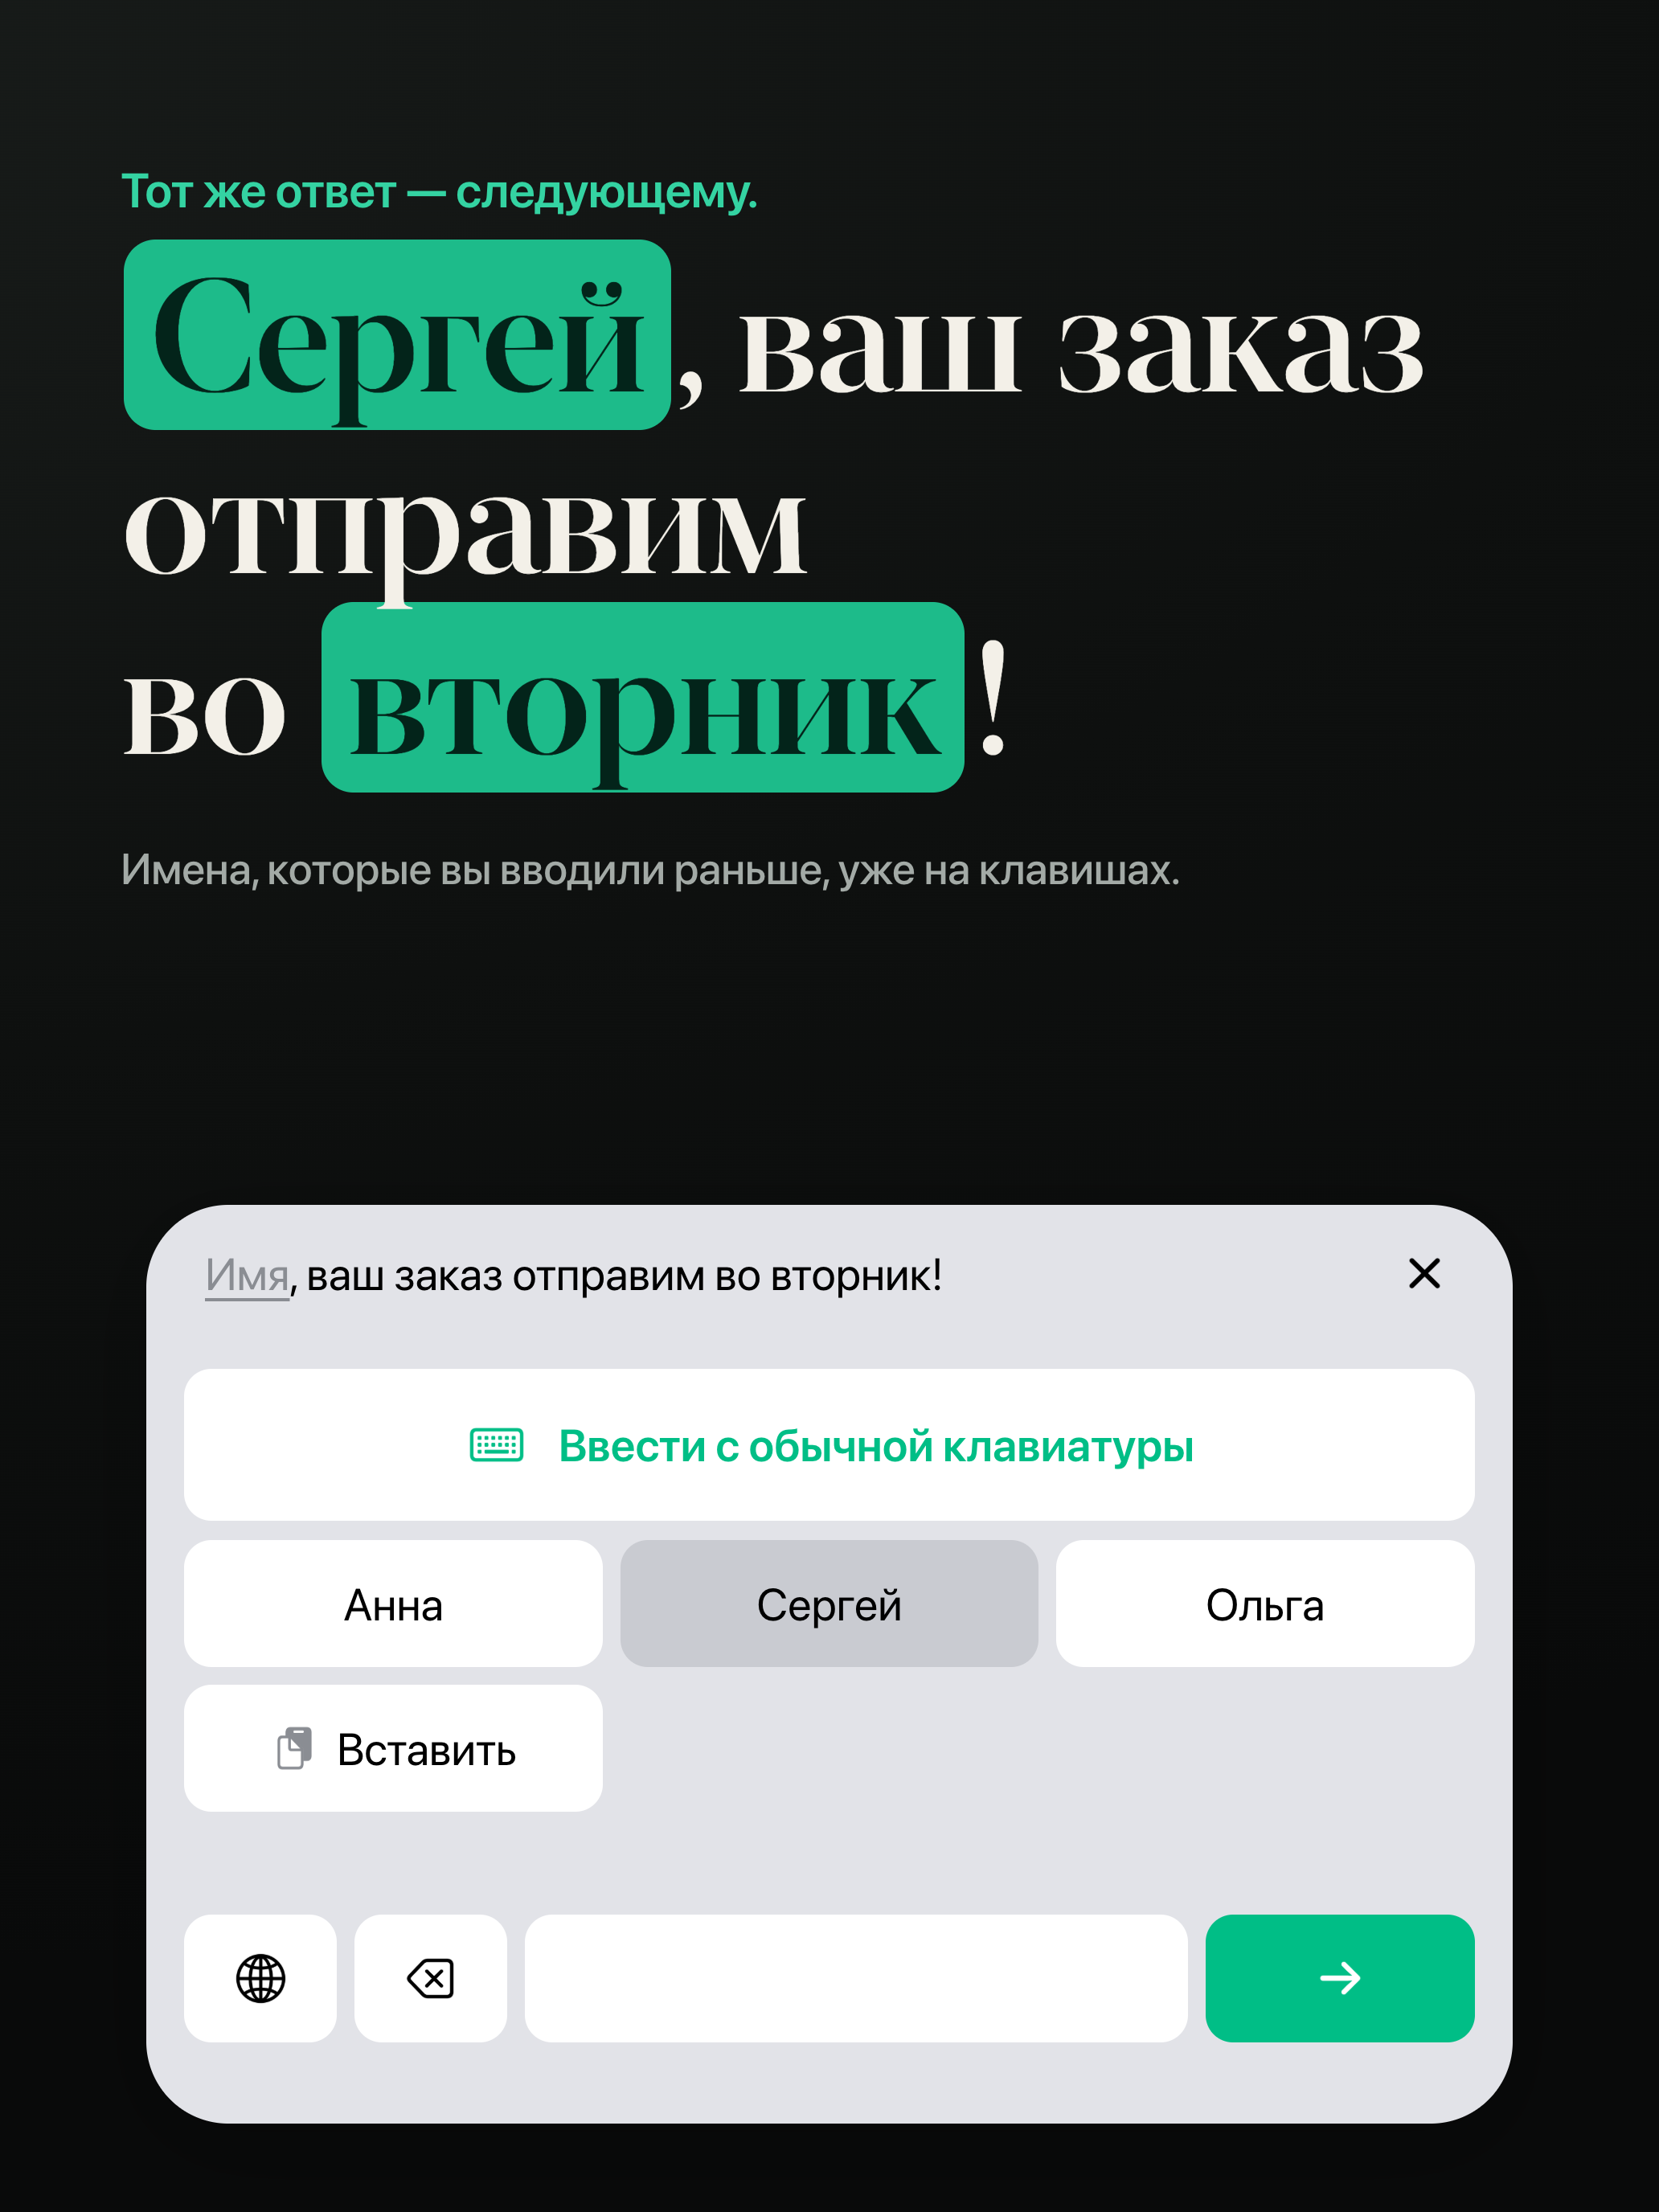 Тот же ответ — следующему.
Сергей, ваш заказ
отправим
во вторник!
Имена, которые вы вводили раньше, уже на клавишах.
Имя, ваш заказ отправим во вторник!
Ввести с обычной клавиатуры
Анна
Сергей
Ольга
Вставить